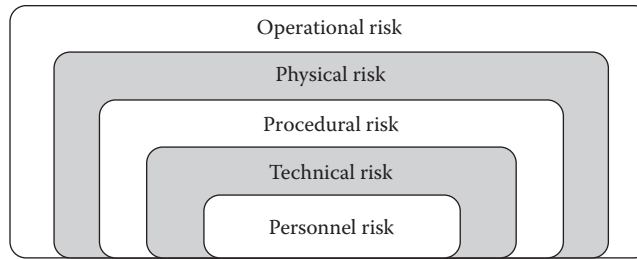 Operational risk
Physical risk
Procedural risk
Technical risk
Personnel risk